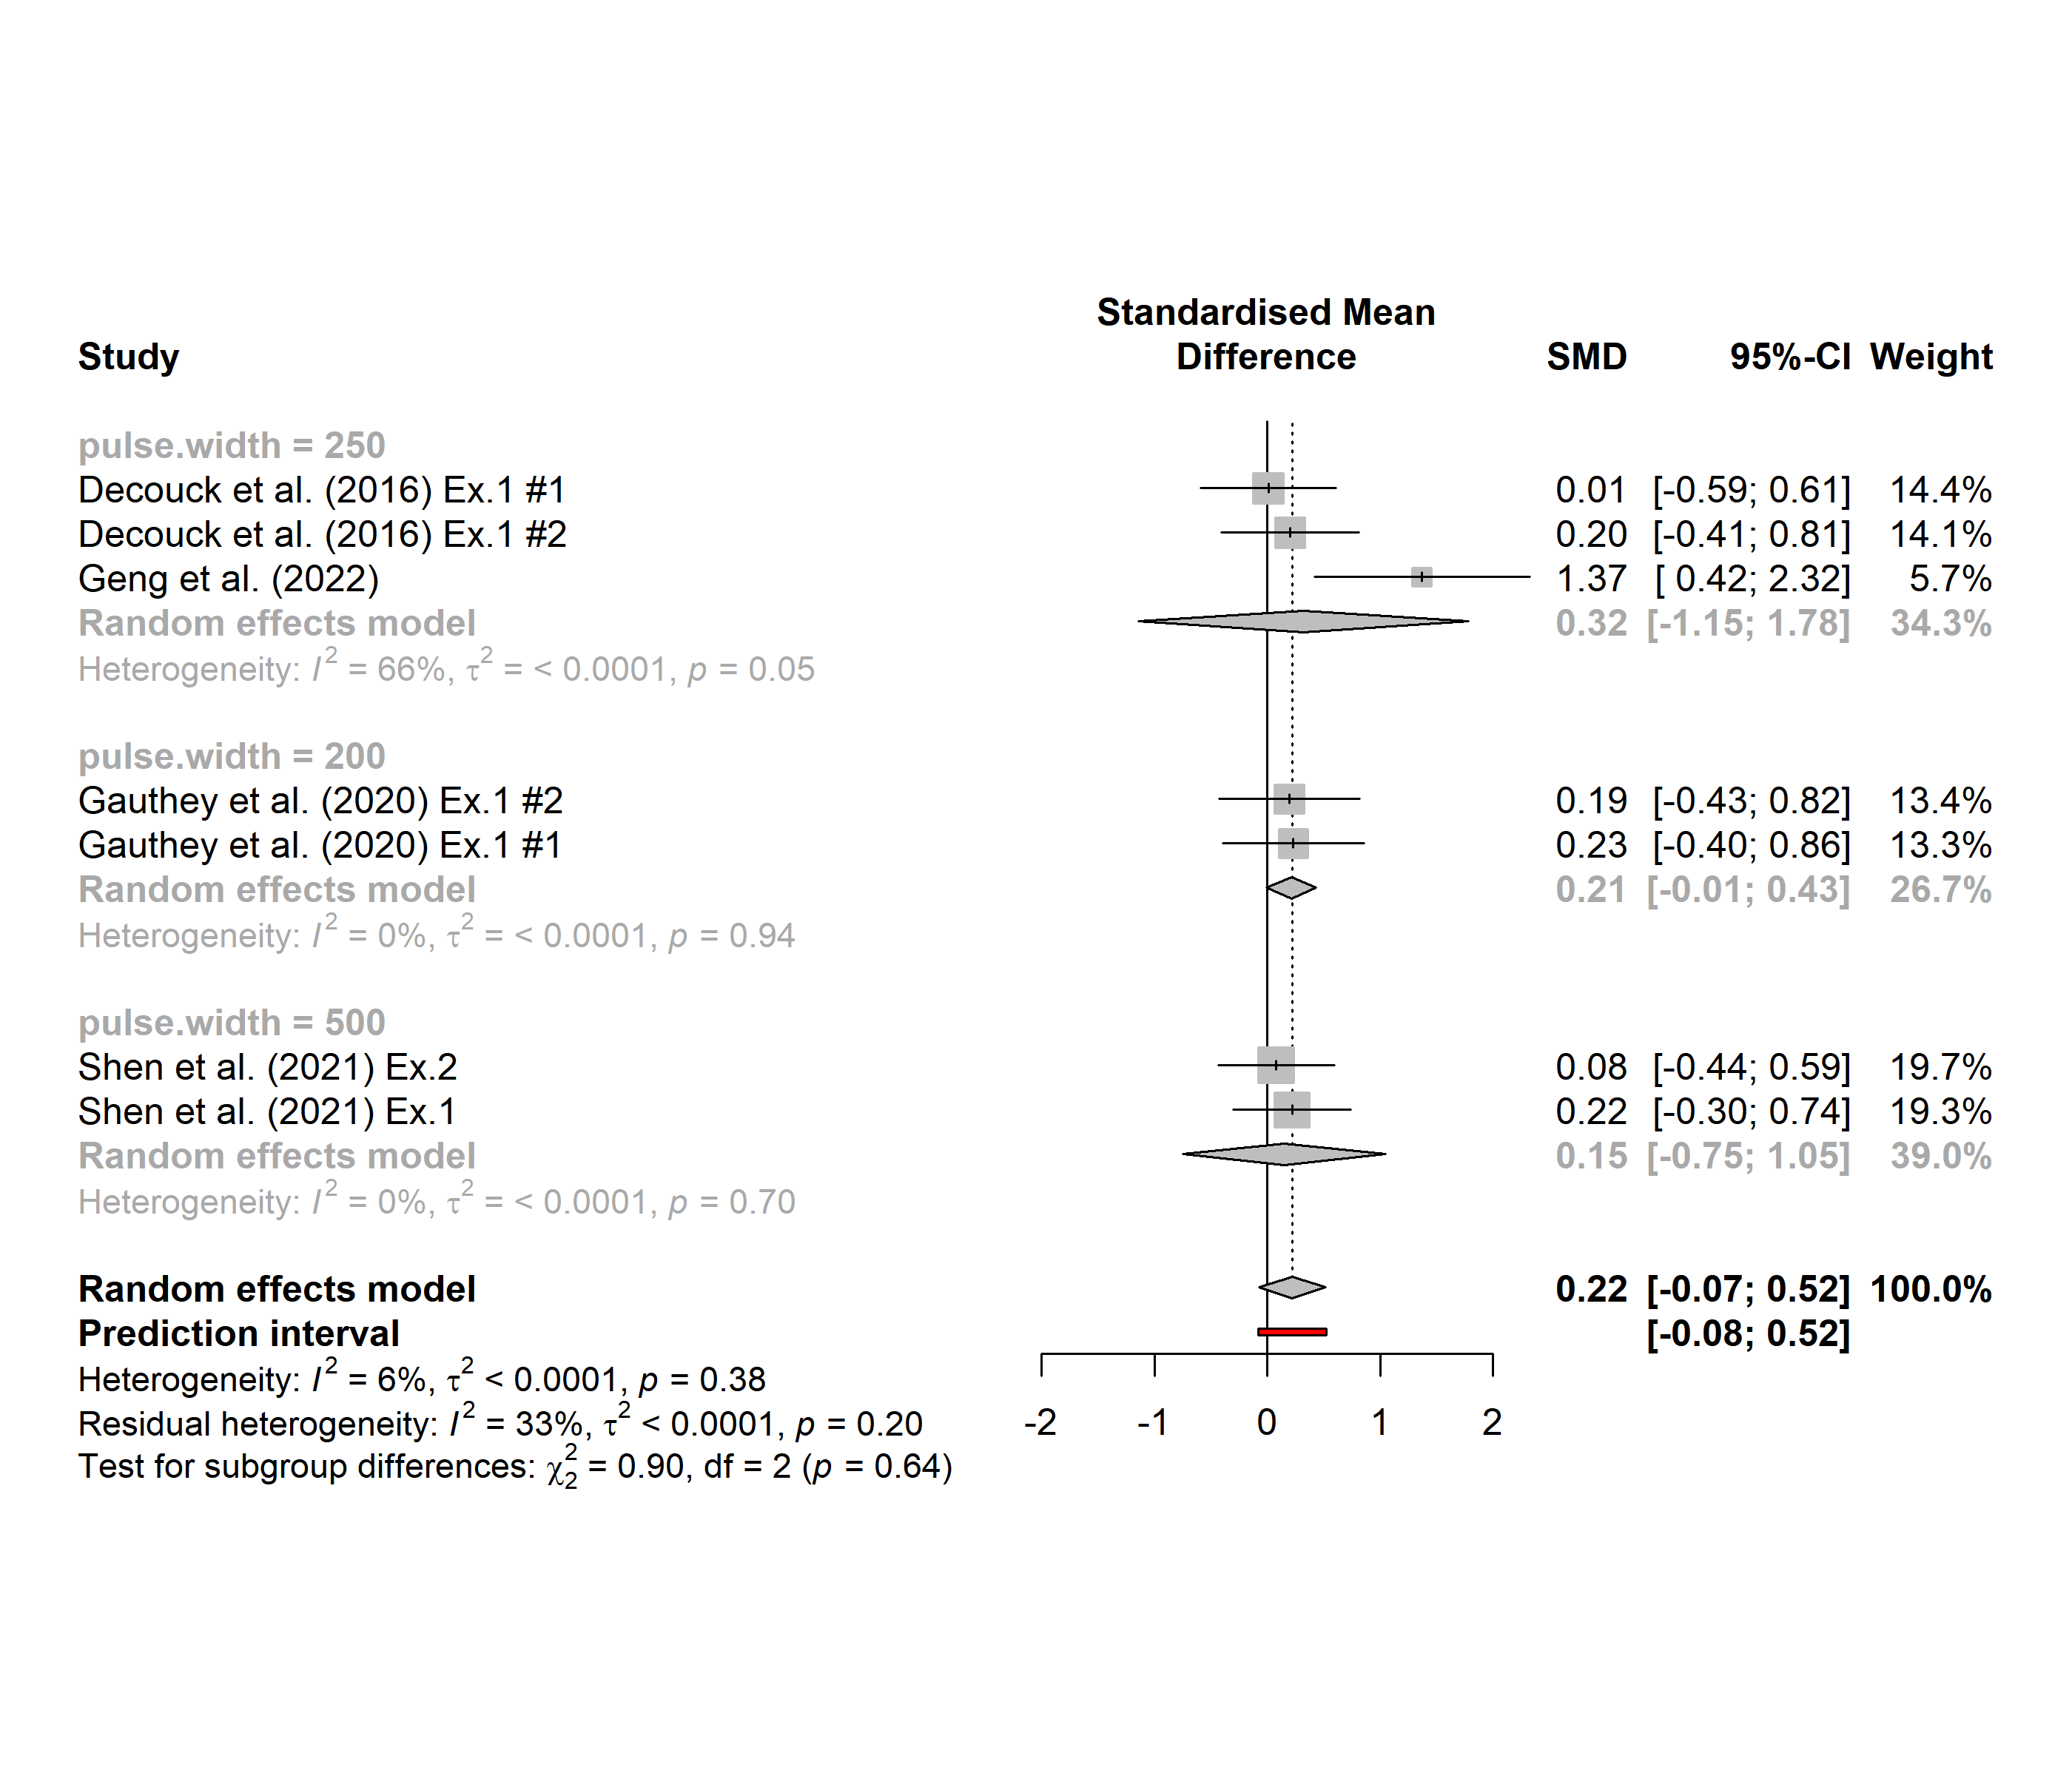 Standardised Mean
Study Difference SMD 95%-CI Weight
pulse.width = 250
Decouck et al. (2016) Ex.1 #1 0.01 [-0.59; 0.61] 14.4%
Decouck et al. (2016) Ex.1 #2 0.20 [-0.41; 0.81] 14.1%
Geng et al. (2022) 1.37 [ 0.42; 2.32] 5.7%
Random effects model 0.32 [-1.15; 1.78] 34.3%
Heterogeneity: I² = 66%, τ² = < 0.0001, p = 0.05
pulse.width = 200
Gauthey et al. (2020) Ex.1 #2 0.19 [-0.43; 0.82] 13.4%
Gauthey et al. (2020) Ex.1 #1 0.23 [-0.40; 0.86] 13.3%
Random effects model 0.21 [-0.01; 0.43] 26.7%
Heterogeneity: I² = 0%, τ² = < 0.0001, p = 0.94
pulse.width = 500
Shen et al. (2021) Ex.2 0.08 [-0.44; 0.59] 19.7%
Shen et al. (2021) Ex.1 0.22 [-0.30; 0.74] 19.3%
Random effects model 0.15 [-0.75; 1.05] 39.0%
Heterogeneity: I² = 0%, τ² = < 0.0001, p = 0.70
Random effects model 0.22 [-0.07; 0.52] 100.0%
Prediction interval [-0.08; 0.52]
Heterogeneity: I² = 6%, τ² < 0.0001, p = 0.38
Residual heterogeneity: I² = 33%, τ² < 0.0001, p = 0.20
-2 -1 0 1 2
Test for subgroup differences: χ²₂ = 0.90, df = 2 (p = 0.64)